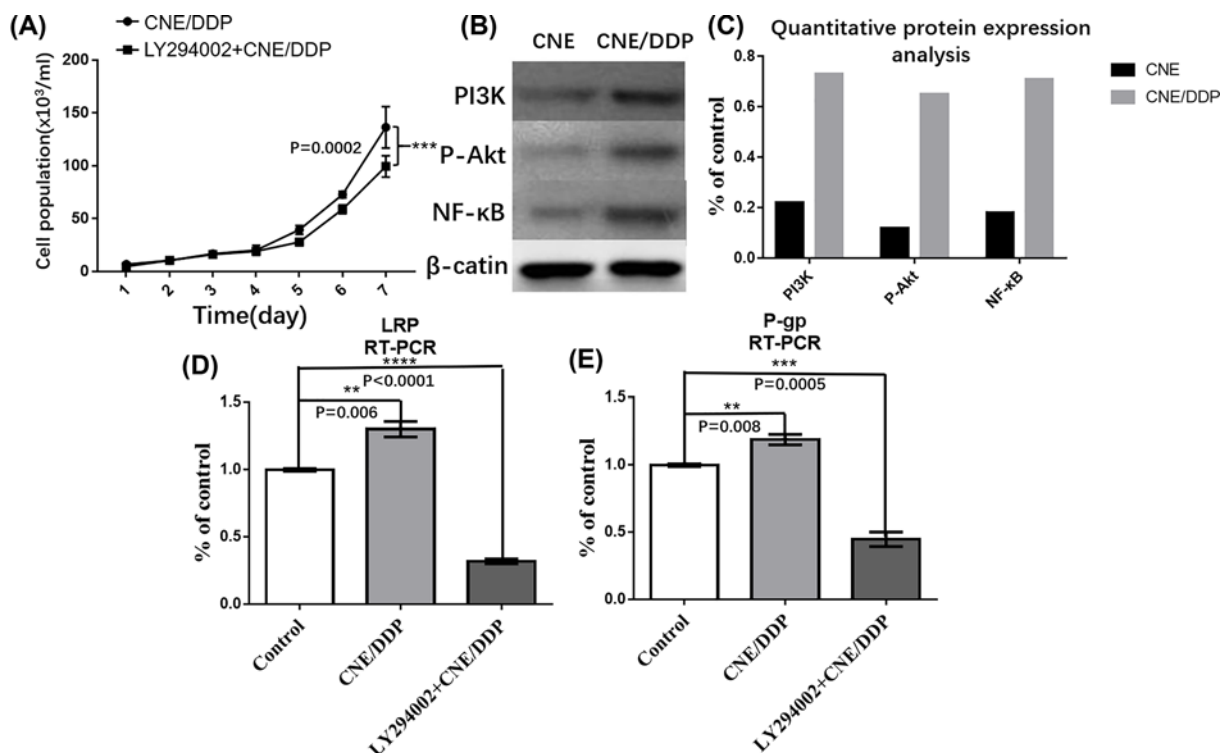 (A)
CNE/DDP
LY294002+CNE/DDP
200
150
100
50
0
Cell population(x10³/ml)
P=0.0002
***
1 2 3 4 5 6 7
Time(day)
(B)
CNE CNE/DDP
PI3K
P-Akt
NF-κB
β-catin
(C)
Quantitative protein expression
analysis
CNE
CNE/DDP
0.8
0.6
0.4
0.2
0.0
% of control
PI3K
P-Akt
NF-κB
(D)
LRP
RT-PCR
****
P<0.0001
**
P=0.006
1.5
1.0
0.5
0.0
% of control
Control
CNE/DDP
LY294002+CNE/DDP
(E)
P-gp
RT-PCR
***
P=0.0005
**
P=0.008
1.5
1.0
0.5
0.0
% of control
Control
CNE/DDP
LY294002+CNE/DDP